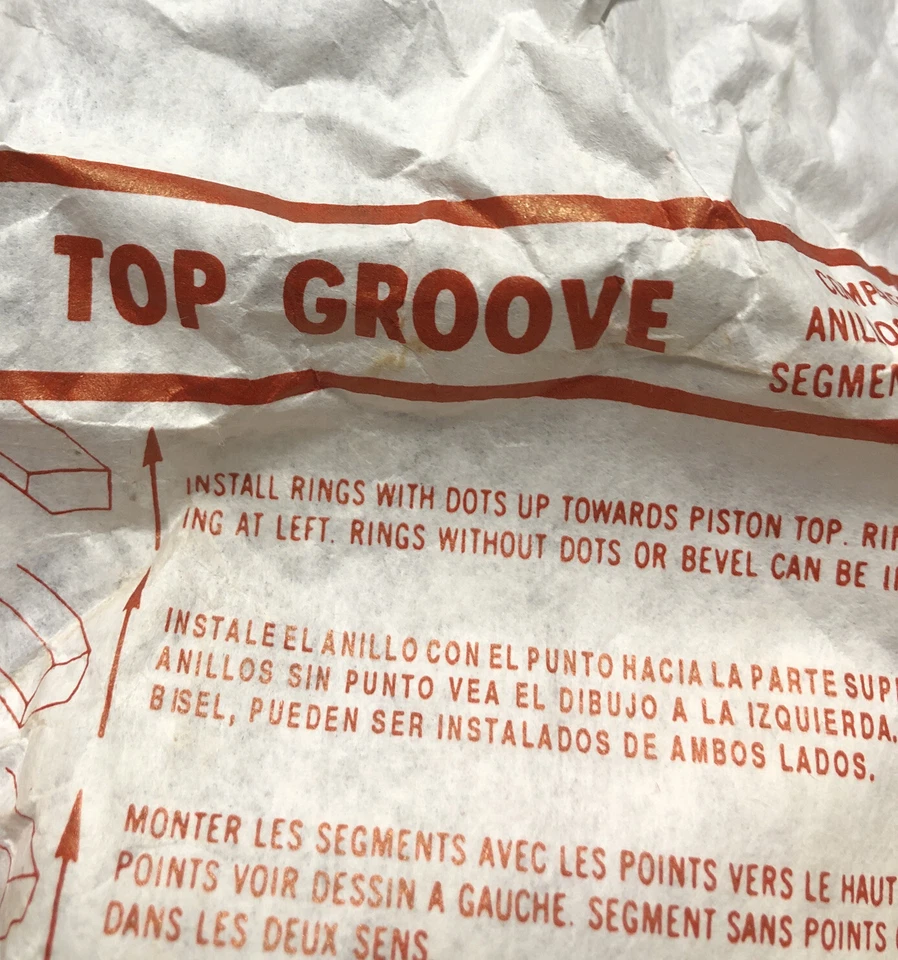 TOP GROOVE
ANILLOS
INSTALL RINGS WITH DOTS UP TOWARDS PISTON TOP.
ING AT LEFT. RINGS WITHOUT DOTS OR BEVEL CAN BE
INSTALE EL ANILLO CON EL PUNTO HACIA LA PARTE
ANILLOS SIN PUNTO VEA EL DIBUJO A LA IZQUIERDA.
BISEL, PUEDEN SER INSTALADOS DE AMBOS LADOS.
MONTER LES SEGMENTS AVEC LES POINTS VERS LE HAUT
POINTS VOIR DESSIN A GAUCHE. SEGMENT SANS POINTS
DANS LES DEUX SENS